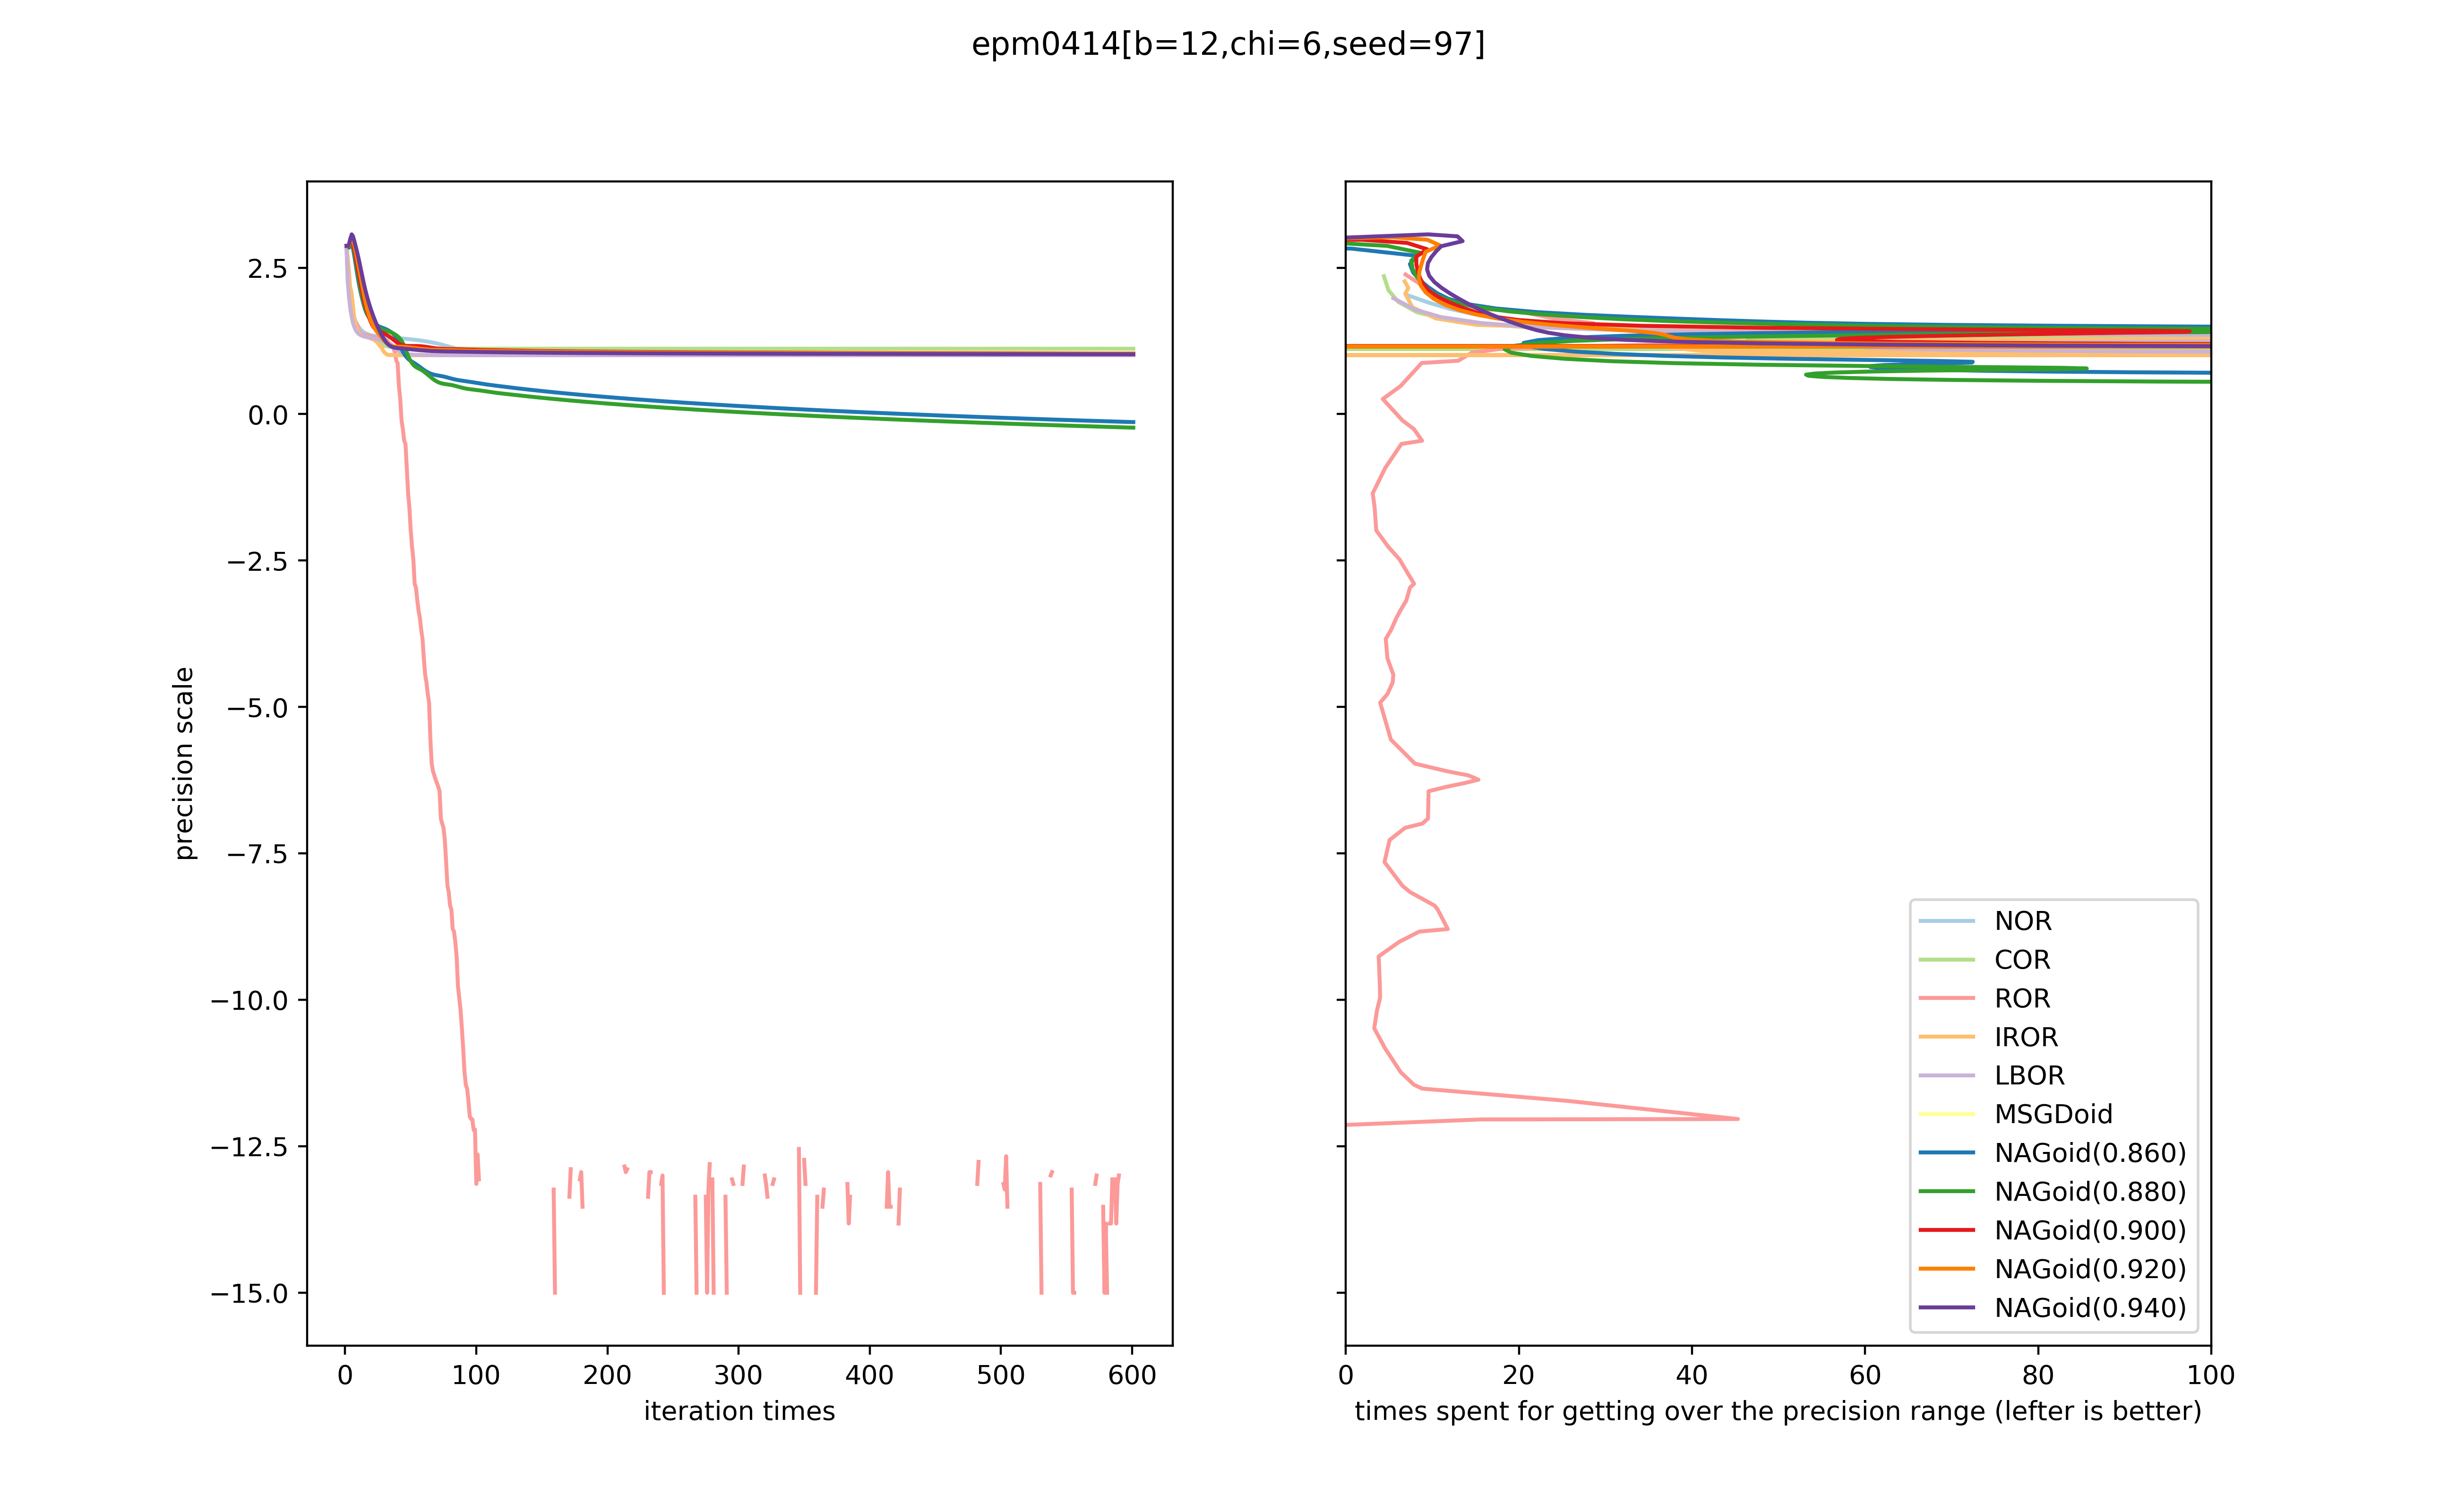 epm0414[b=12,chi=6,seed=97]
precision scale
2.5
0.0
−2.5
−5.0
−7.5
−10.0
−12.5
−15.0
0 100 200 300 400 500 600
iteration times
0 20 40 60 80 100
times spent for getting over the precision range (lefter is better)
NOR
COR
ROR
IROR
LBOR
MSGDoid
NAGoid(0.860)
NAGoid(0.880)
NAGoid(0.900)
NAGoid(0.920)
NAGoid(0.940)